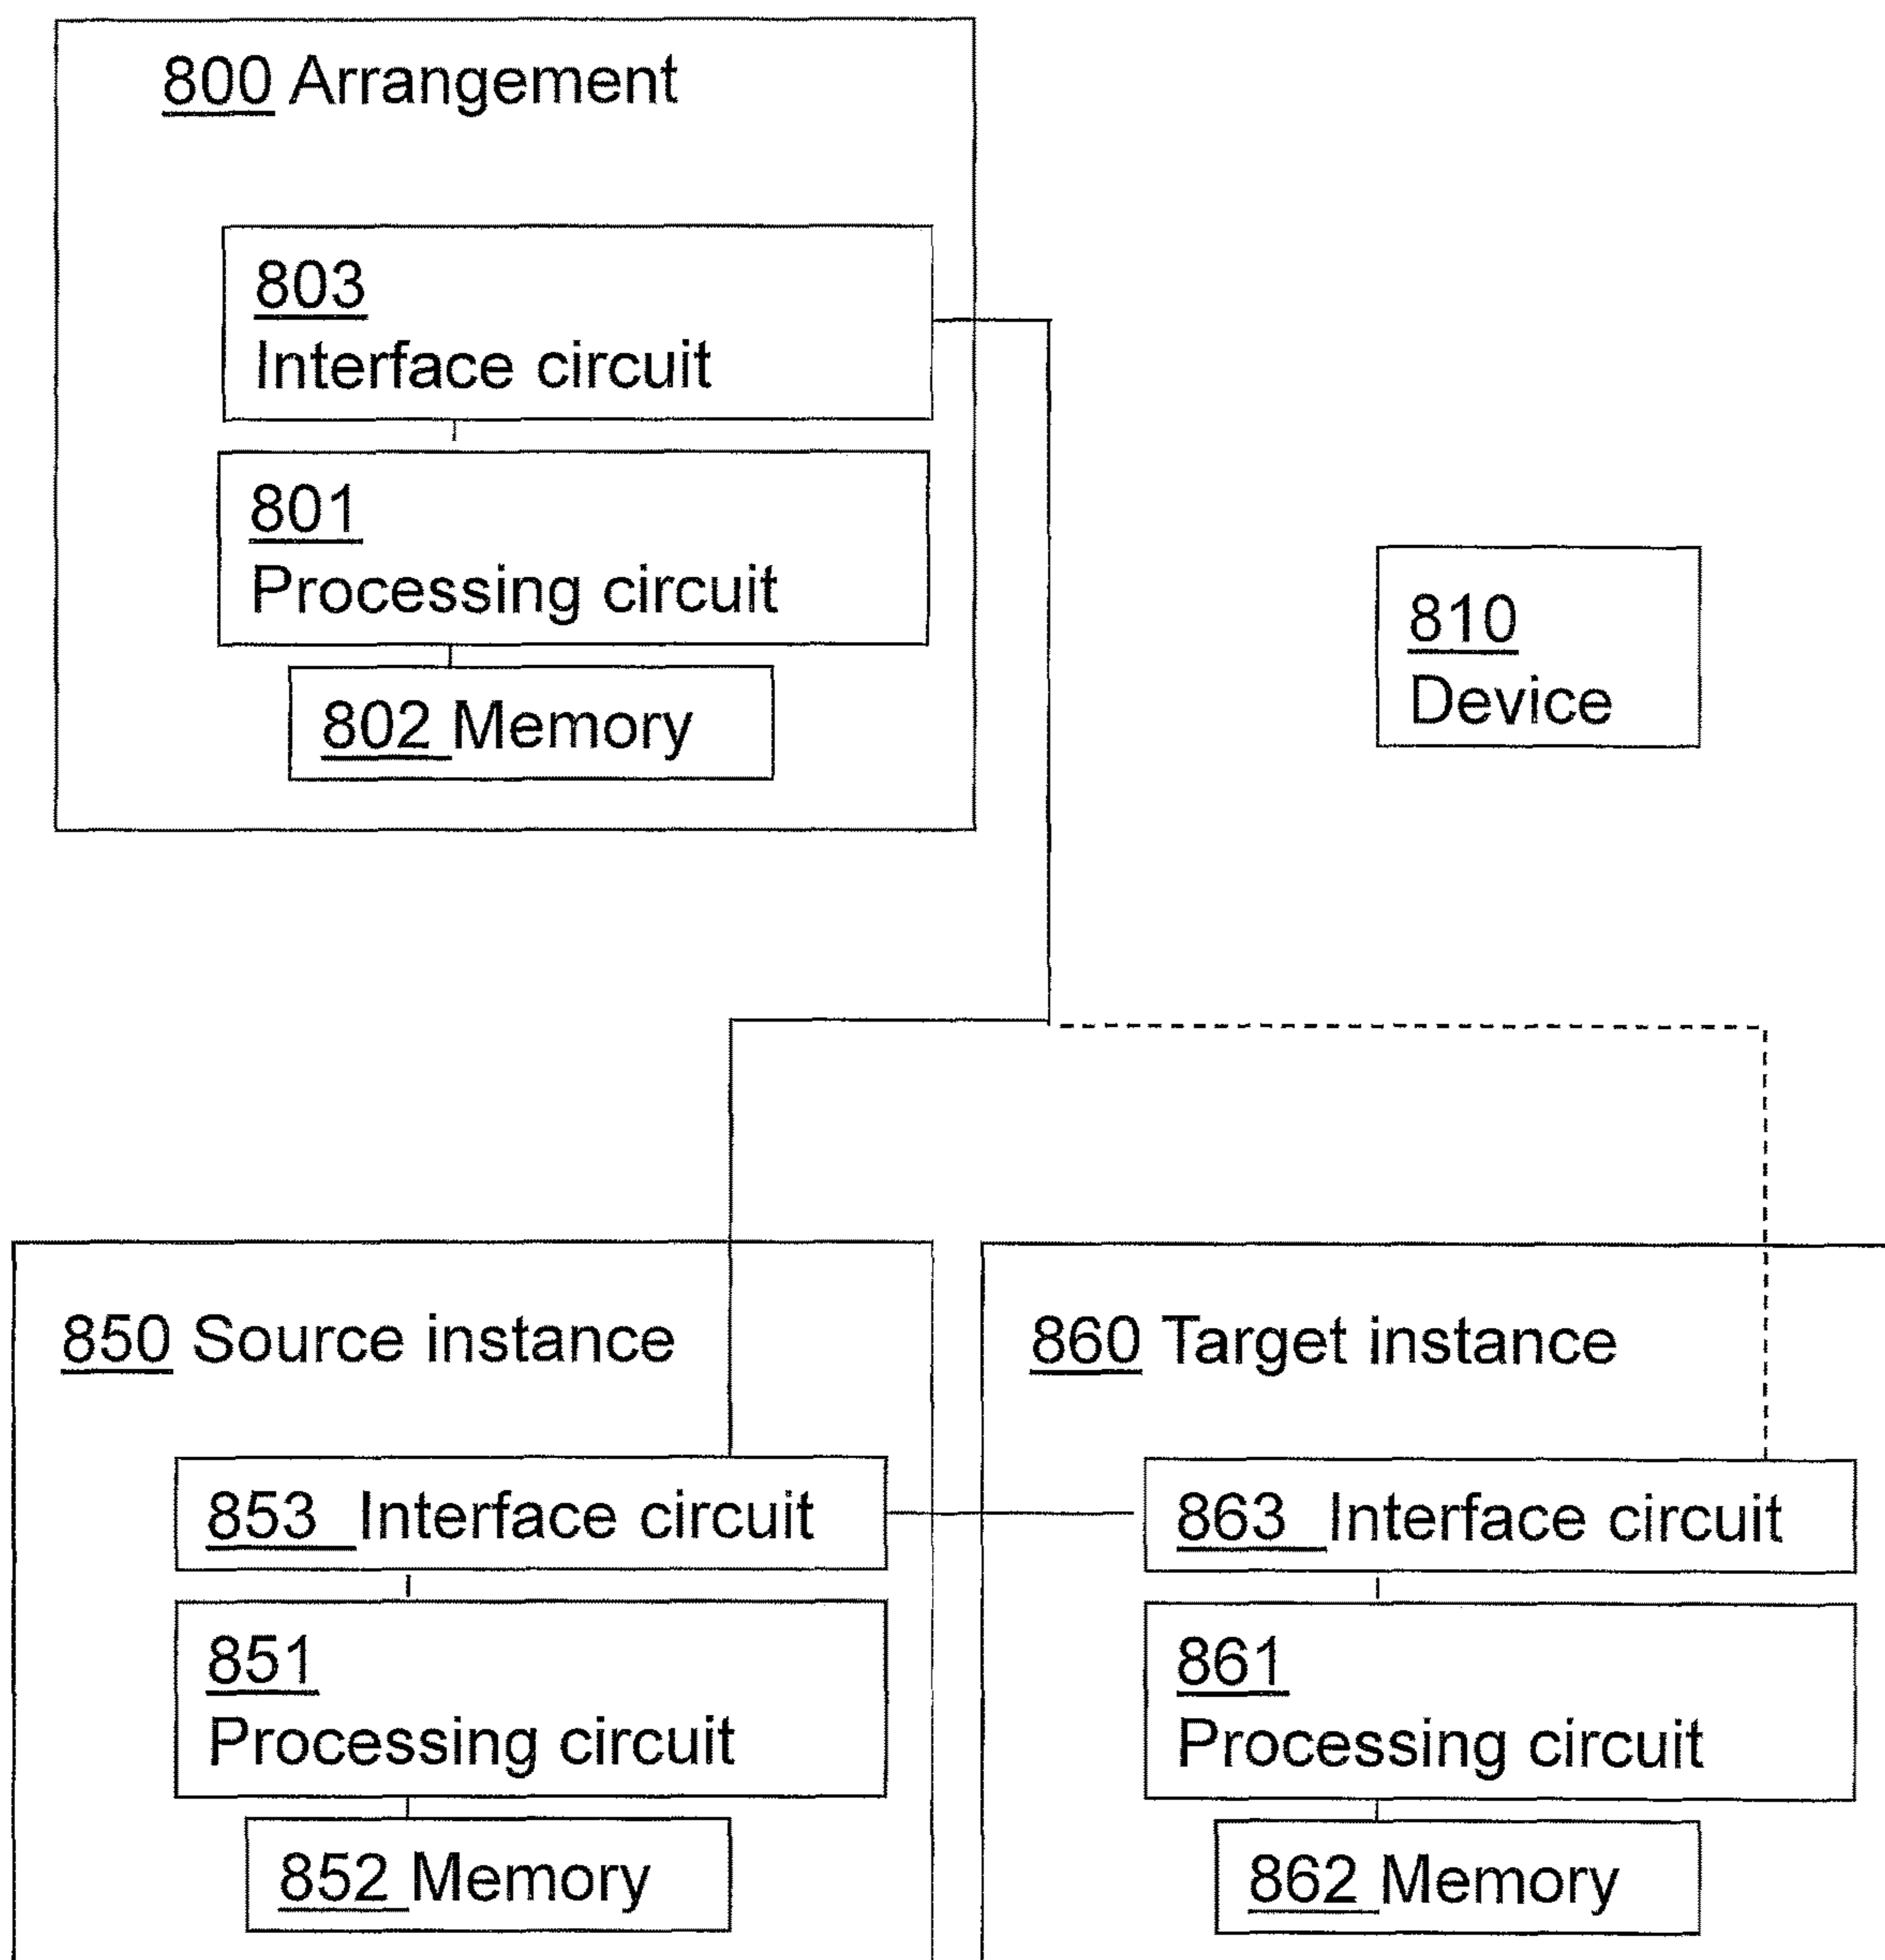 800 Arrangement
803
Interface circuit
801
Processing circuit
802 Memory
810
Device
850 Source instance
853 Interface circuit
851
Processing circuit
852 Memory
860 Target instance
863 Interface circuit
861
Processing circuit
862 Memory